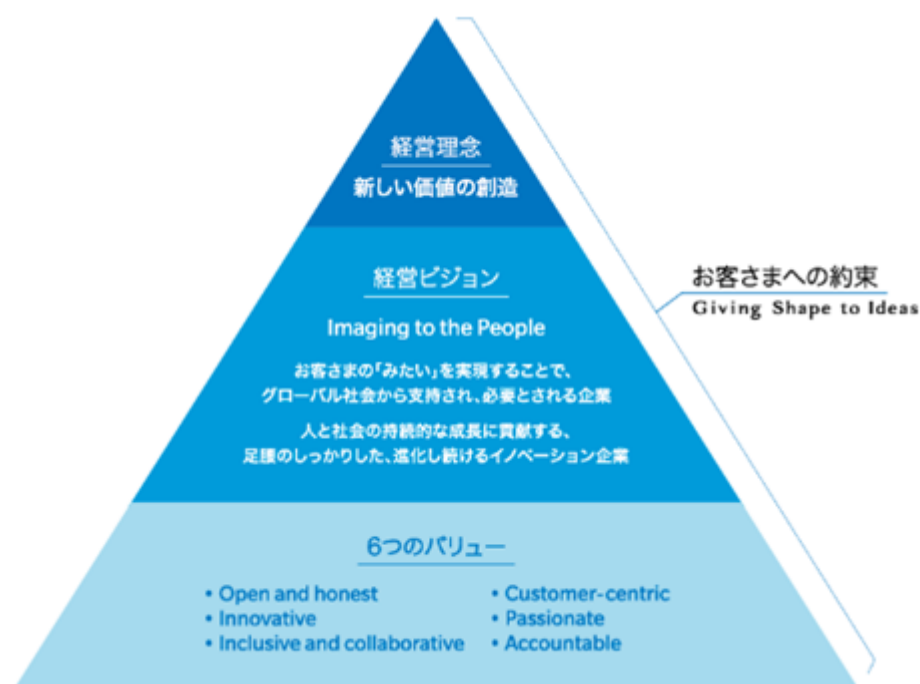 経営理念
新しい価値の創造
経営ビジョン
Imaging to the People
お客さまの「みたい」を実現することで、
グローバル社会から支持され、必要とされる企業
人と社会の持続的な成長に貢献する、
足腰のしっかりした、進化し続けるイノベーション企業
お客さまへの約束
Giving Shape to Ideas
6つのバリュー
• Open and honest
• Innovative
• Inclusive and collaborative
• Customer-centric
• Passionate
• Accountable